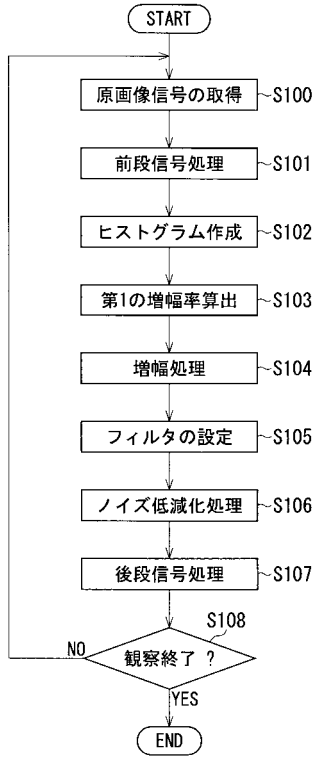 START
原画像信号の取得 S100
前段信号処理 S101
ヒストグラム作成 S102
第1の増幅率算出 S103
増幅処理 S104
フィルタの設定 S105
ノイズ低減化処理 S106
後段信号処理 S107
S108
NO
観察終了 ?
YES
END